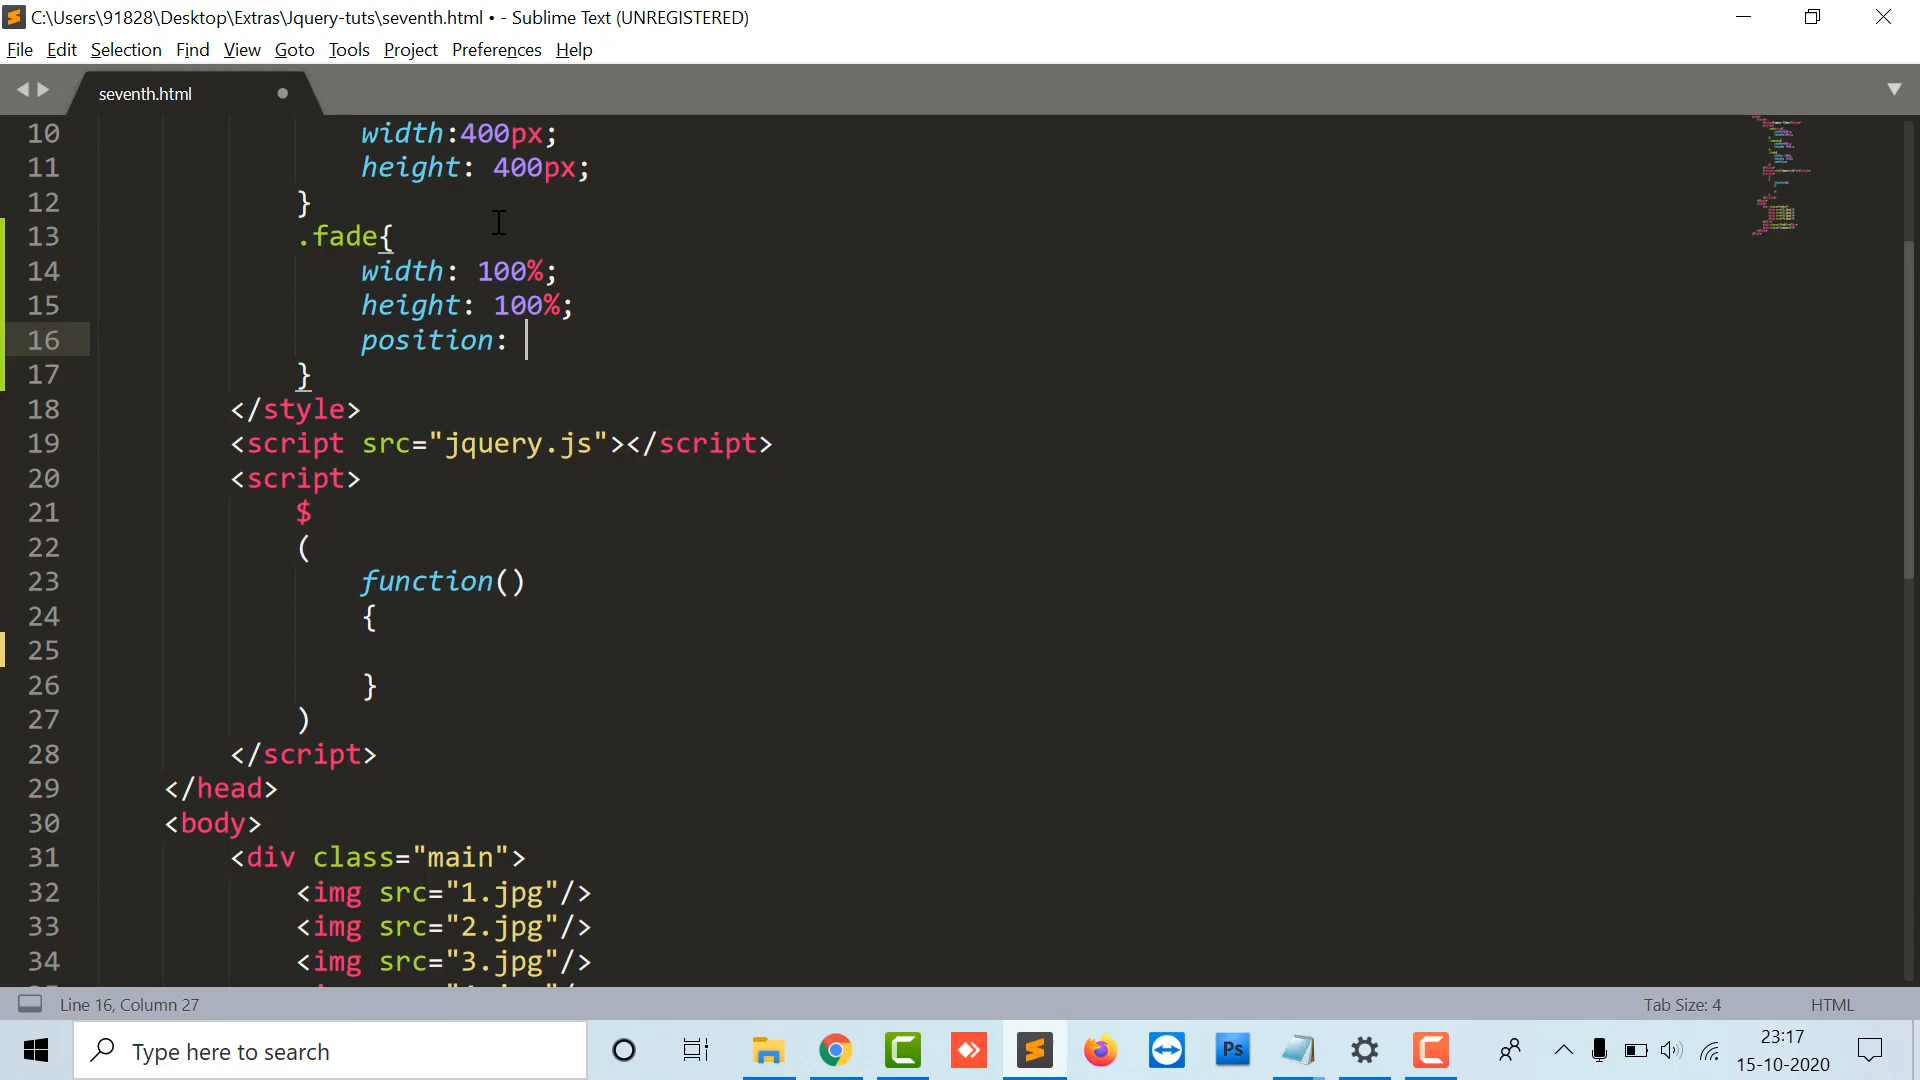 C:\Users\91828\Desktop\Extras\Jquery-tuts\seventh.html • - Sublime Text (UNREGISTERED)
File Edit Selection Find View Goto Tools Project Preferences Help
seventh.html
10 width:400px;
11 height: 400px;
12 }
13 .fade{
14 width: 100%;
15 height: 100%;
16 position:
17 }
18 </style>
19 <script src="jquery.js"></script>
20 <script>
21 $
22 (
23 function()
24 {
25
26 }
27 )
28 </script>
29 </head>
30 <body>
31 <div class="main">
32 <img src="1.jpg"/>
33 <img src="2.jpg"/>
34 <img src="3.jpg"/>
Line 16, Column 27 Tab Size: 4 HTML
Type here to search
Ps
23:17
15-10-2020